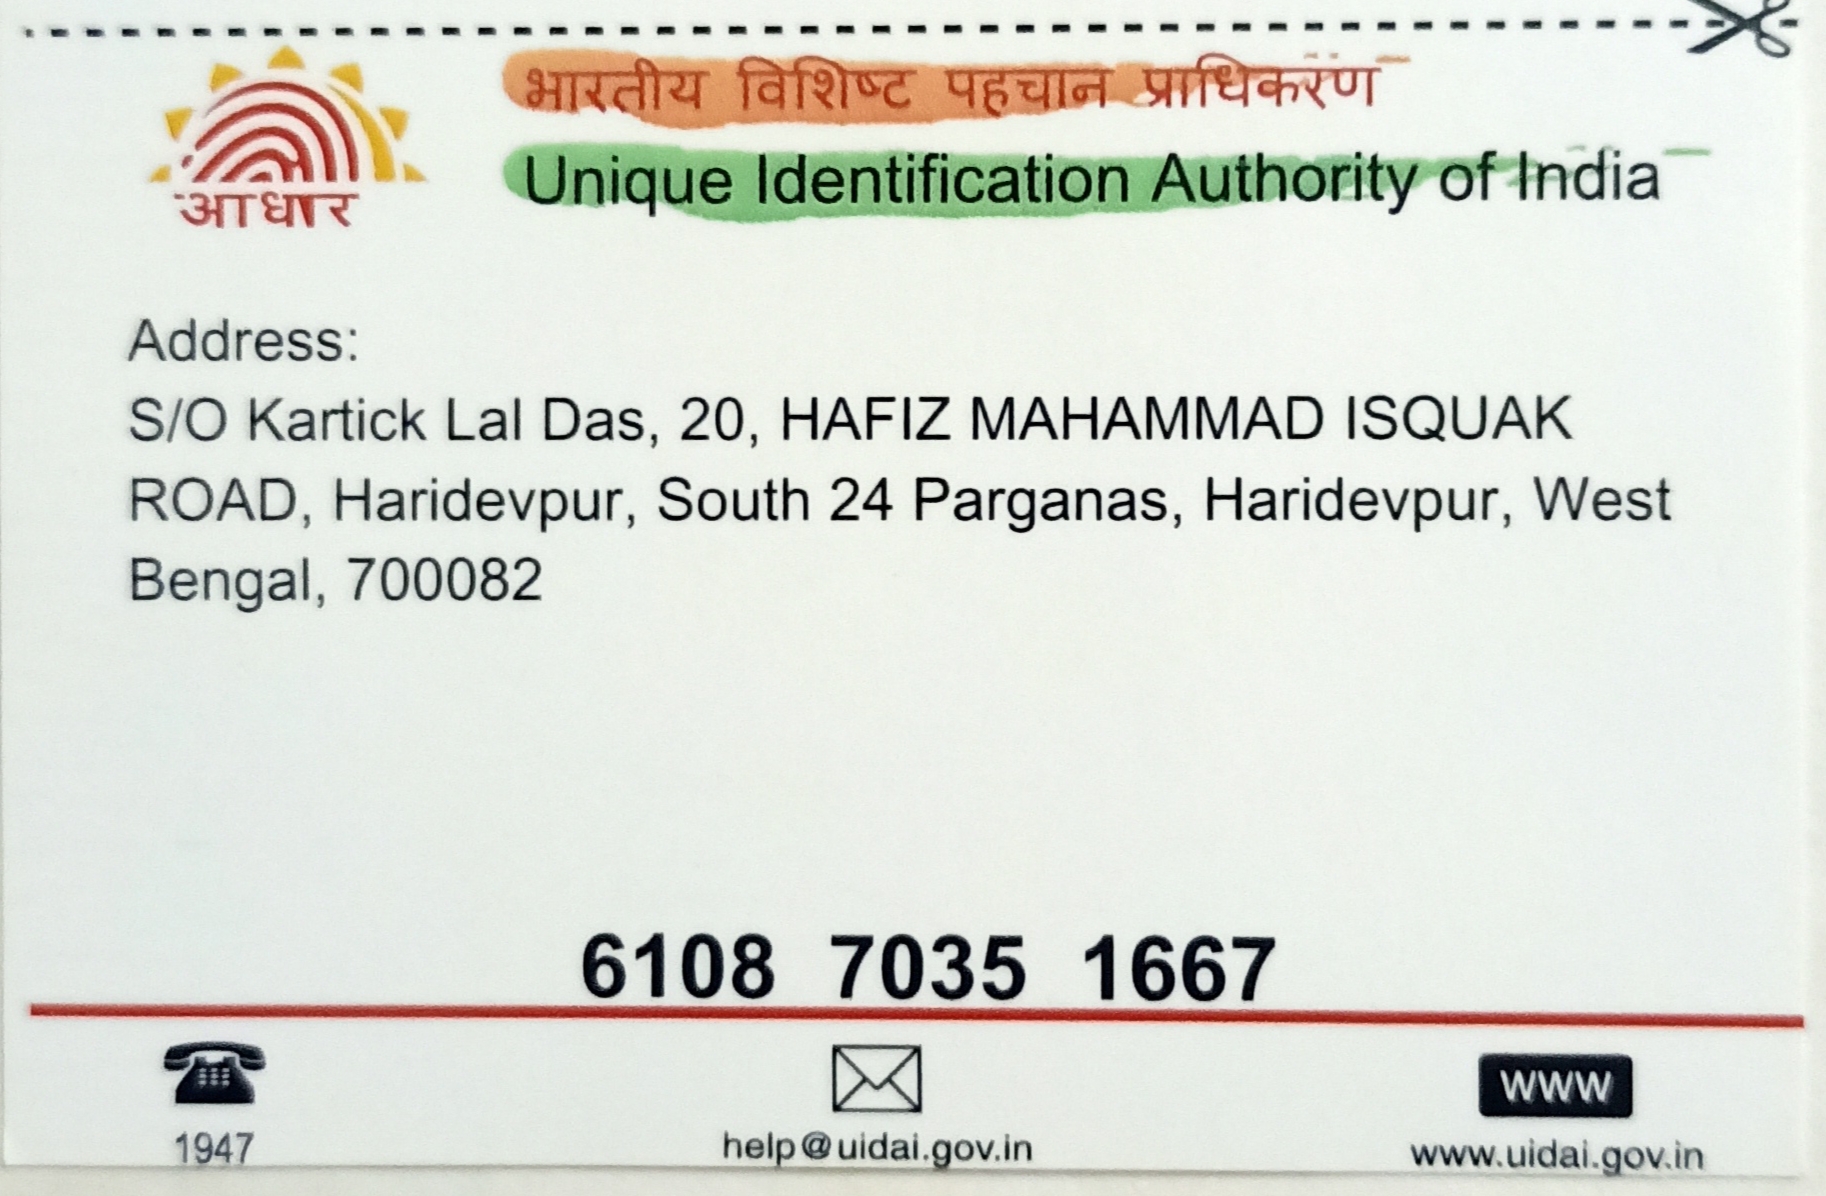 भारतीय विशिष्ट पहचान प्राधिकरण
Unique Identification Authority of India
आधार
Address:
S/O Kartick Lal Das, 20, HAFIZ MAHAMMAD ISQUAK
ROAD, Haridevpur, South 24 Parganas, Haridevpur, West
Bengal, 700082
6108 7035 1667
www
1947
help@uidai.gov.in
www.uidai.gov.in